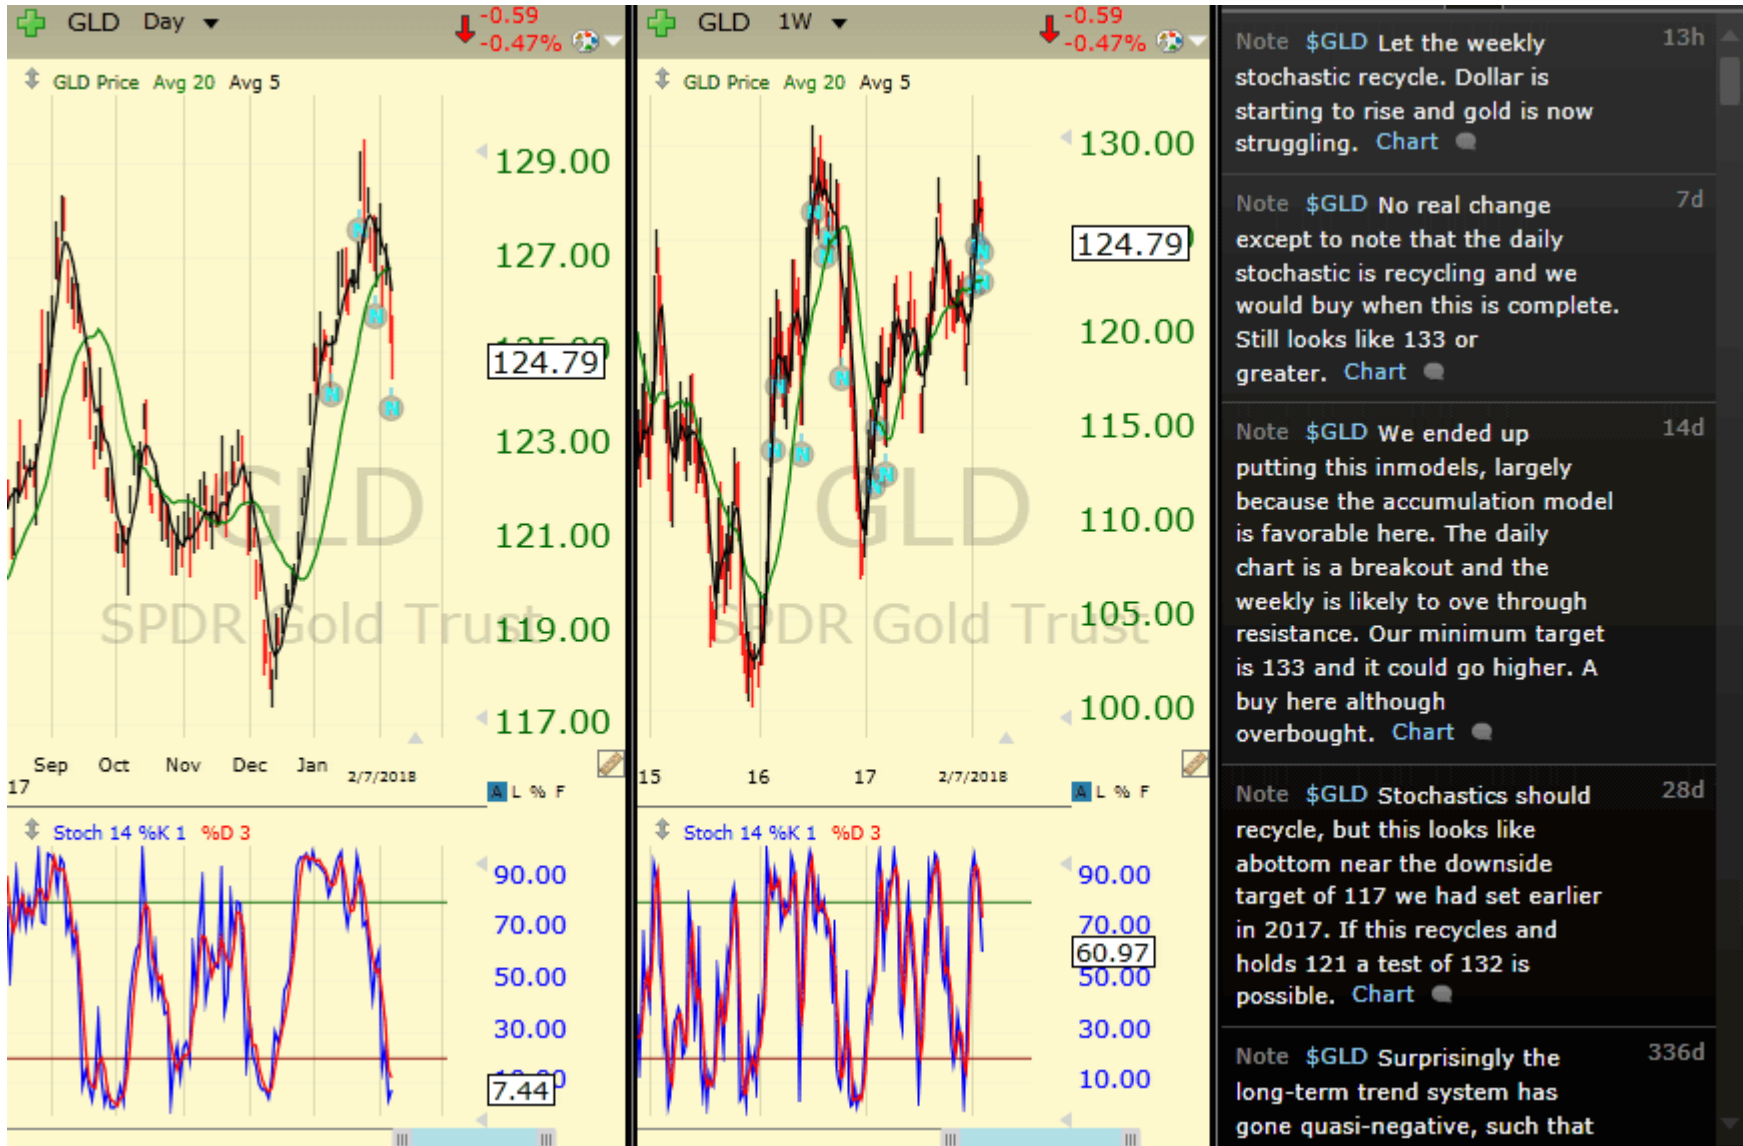 GLD Day
-0.59
-0.47%
GLD Price Avg 20 Avg 5
129.00
127.00
124.79
123.00
121.00
119.00
117.00
GLD
SPDR Gold Trust
Sep Oct Nov Dec Jan 2/7/2018
17
A L % F
Stoch 14 %K 1 %D 3
90.00
70.00
50.00
30.00
7.44
GLD 1W
-0.59
-0.47%
GLD Price Avg 20 Avg 5
130.00
124.79
120.00
115.00
110.00
105.00
100.00
GLD
SPDR Gold Trust
15 16 17 2/7/2018
A L % F
Stoch 14 %K 1 %D 3
90.00
70.00
60.97
50.00
30.00
10.00
N N N N
N N N N N N N N N N N N N N
Note $GLD Let the weekly 13h
stochastic recycle. Dollar is
starting to rise and gold is now
struggling. Chart
Note $GLD No real change 7d
except to note that the daily
stochastic is recycling and we
would buy when this is complete.
Still looks like 133 or
greater. Chart
Note $GLD We ended up 14d
putting this inmodels, largely
because the accumulation model
is favorable here. The daily
chart is a breakout and the
weekly is likely to ove through
resistance. Our minimum target
is 133 and it could go higher. A
buy here although
overbought. Chart
Note $GLD Stochastics should 28d
recycle, but this looks like
abottom near the downside
target of 117 we had set earlier
in 2017. If this recycles and
holds 121 a test of 132 is
possible. Chart
Note $GLD Surprisingly the 336d
long-term trend system has
gone quasi-negative, such that